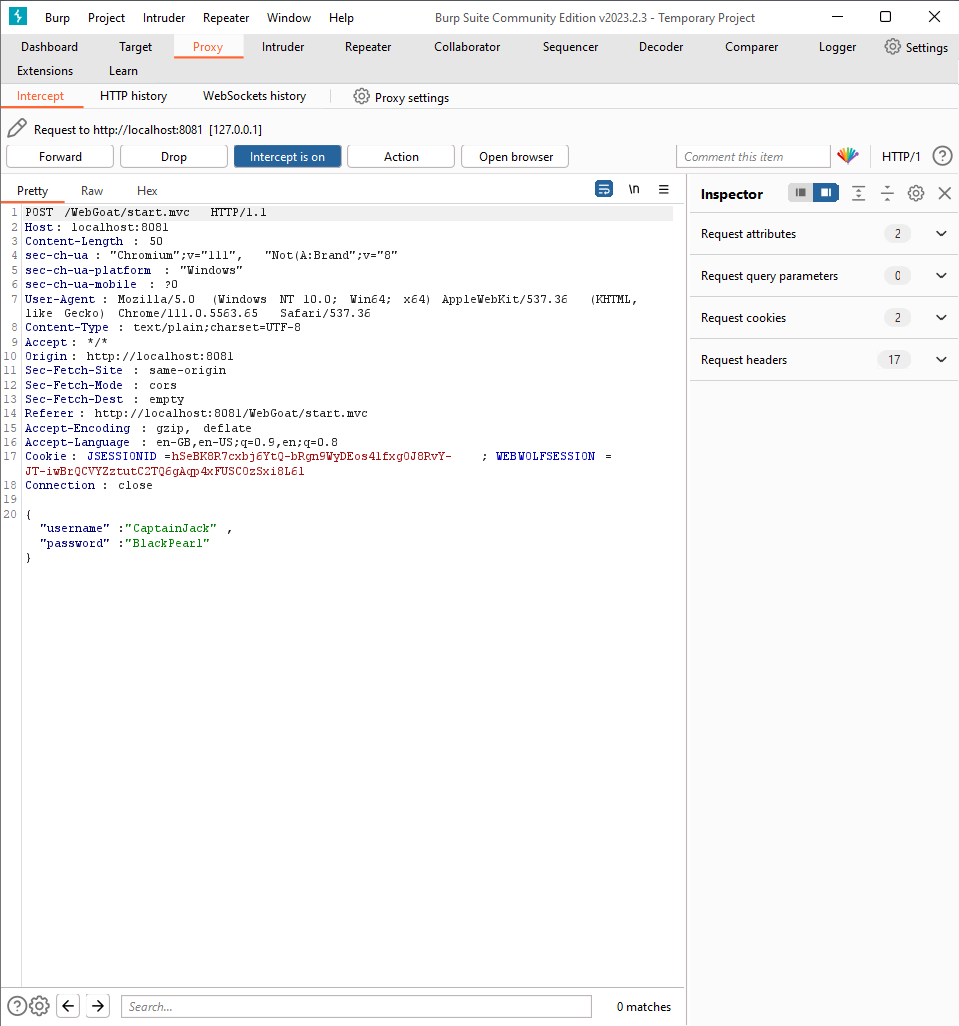 Burp Project Intruder Repeater Window Help Burp Suite Community Edition v2023.2.3 - Temporary Project
Dashboard Target Proxy Intruder Repeater Collaborator Sequencer Decoder Comparer Logger Settings
Extensions Learn
Intercept HTTP history WebSockets history Proxy settings
Request to http://localhost:8081 [127.0.0.1]
Forward Drop Intercept is on Action Open browser Comment this item HTTP/1 ?
Pretty Raw Hex \n
Inspector
1 POST /WebGoat/start.mvc HTTP/1.1
2 Host : localhost:8081
3 Content-Length : 50
4 sec-ch-ua : "Chromium";v="111", "Not(A:Brand";v="8"
5 sec-ch-ua-platform : "Windows"
6 sec-ch-ua-mobile : ?0
7 User-Agent : Mozilla/5.0 (Windows NT 10.0; Win64; x64) AppleWebKit/537.36 (KHTML,
like Gecko) Chrome/111.0.5563.65 Safari/537.36
8 Content-Type : text/plain;charset=UTF-8
9 Accept : */*
10 Origin : http://localhost:8081
11 Sec-Fetch-Site : same-origin
12 Sec-Fetch-Mode : cors
13 Sec-Fetch-Dest : empty
14 Referer : http://localhost:8081/WebGoat/start.mvc
15 Accept-Encoding : gzip, deflate
16 Accept-Language : en-GB,en-US;q=0.9,en;q=0.8
17 Cookie : JSESSIONID =hSeBK8R7cxbj6YtQ-bRgn9WyDEos4lfxg0J8RvY- ; WEBWOLFSESSION =
JT-iwBrQCVYZztutC2TQ6gAqp4xFUSCOzSxi8L6l
18 Connection : close
19
20 {
"username" :"CaptainJack" ,
"password" :"BlackPearl"
}
Request attributes 2
Request query parameters 0
Request cookies 2
Request headers 17
? Search... 0 matches